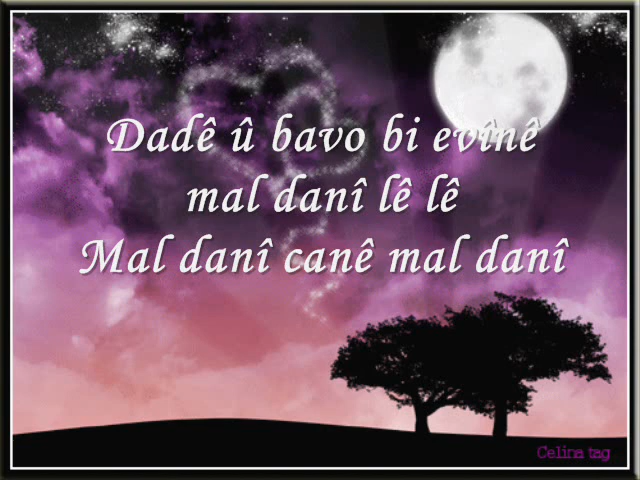 Dadê û bavo bi evînê
mal danî lê lê
Mal danî canê mal danî
Celina tag